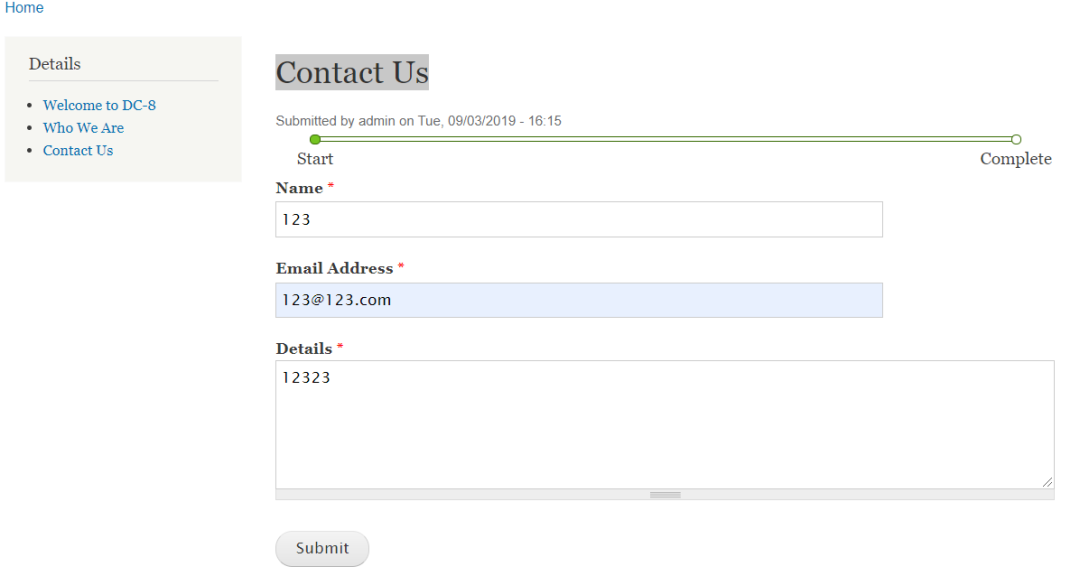 Home
Details
Welcome to DC-8
Who We Are
Contact Us
Contact Us
Submitted by admin on Tue, 09/03/2019 - 16:15
Start
Complete
Name *
123
Email Address *
123@123.com
Details *
12323
Submit